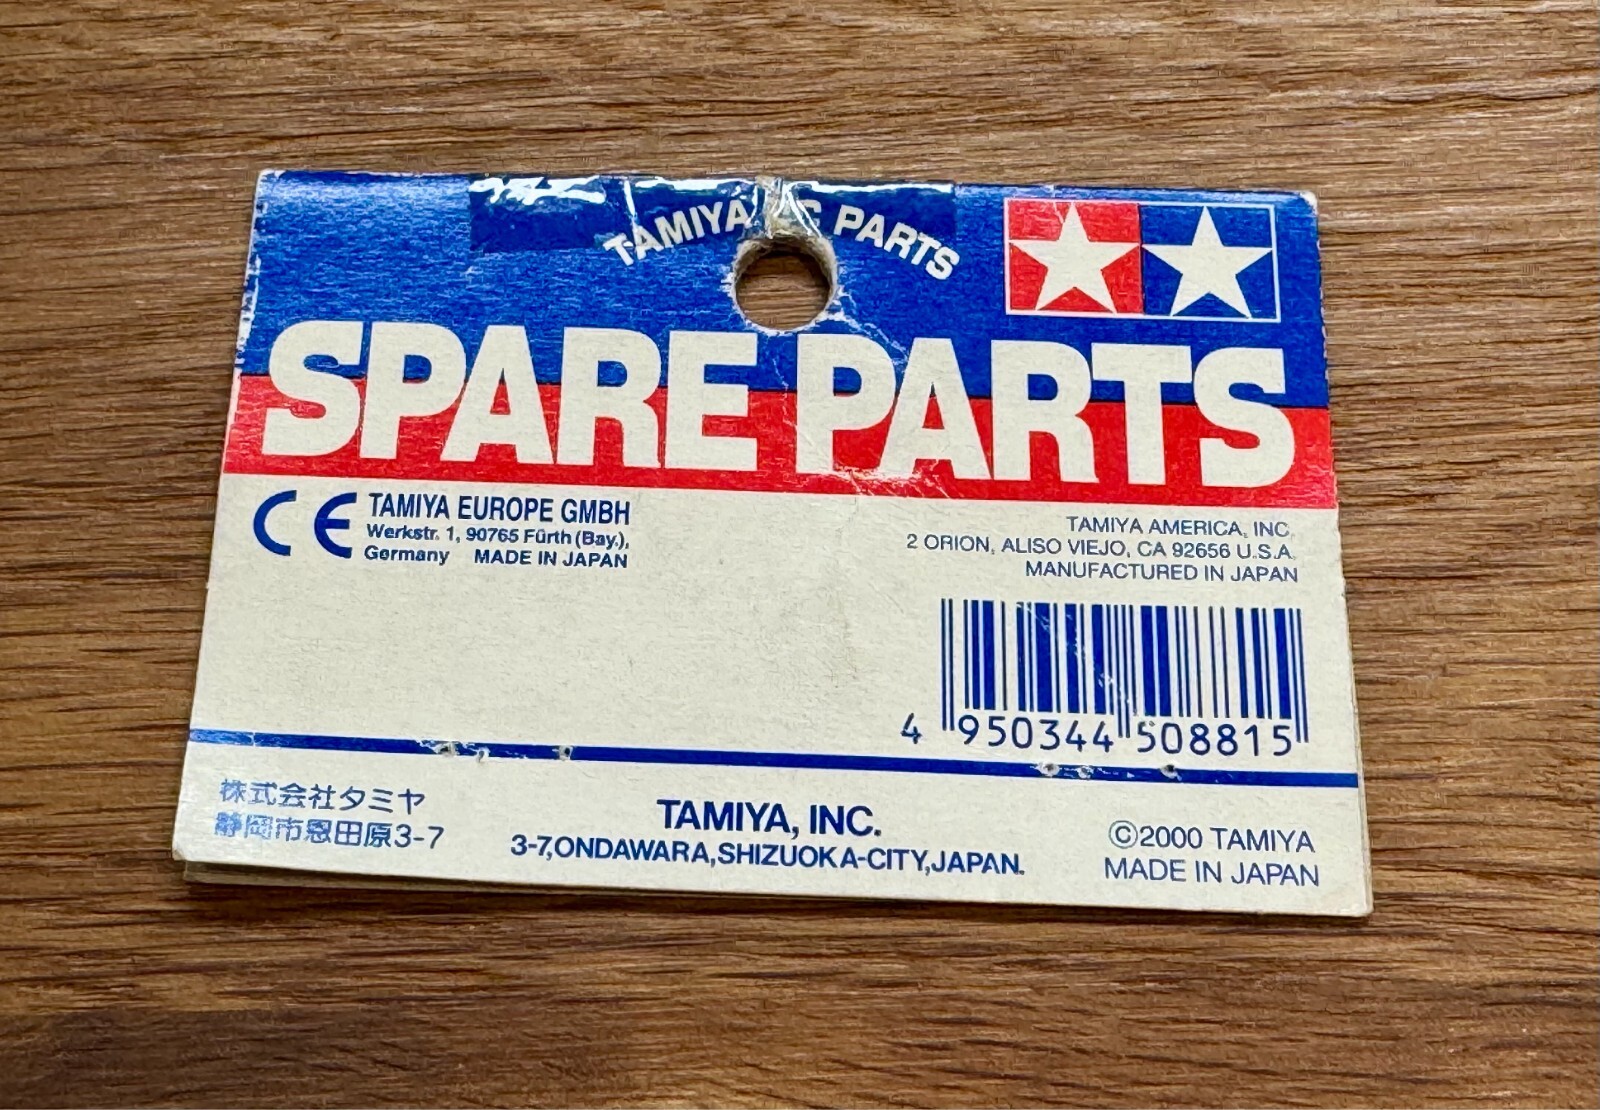 TAMIYA PARTS
SPARE PARTS
CE TAMIYA EUROPE GMBH
Werkstr. 1, 90765 Fürth (Bay.),
Germany MADE IN JAPAN
TAMIYA AMERICA, INC.
2 ORION, ALISO VIEJO, CA 92656 U.S.A.
MANUFACTURED IN JAPAN
4 950344 508815
株式会社タミヤ
静岡市恩田原3-7
TAMIYA, INC.
3-7,ONDAWARA,SHIZUOKA-CITY,JAPAN.
©2000 TAMIYA
MADE IN JAPAN